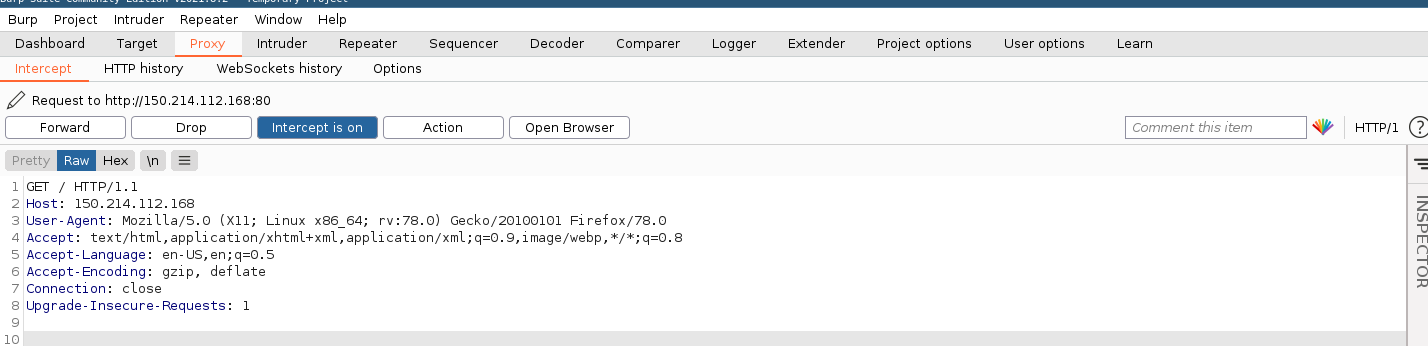 Burp Project Intruder Repeater Window Help
Dashboard Target Proxy Intruder Repeater Sequencer Decoder Comparer Logger Extender Project options User options Learn
Intercept HTTP history WebSockets history Options
Request to http://150.214.112.168:80
Forward Drop Intercept is on Action Open Browser Comment this item HTTP/1 ?
Pretty Raw Hex \n
INSPECTOR
1 GET / HTTP/1.1
2 Host: 150.214.112.168
3 User-Agent: Mozilla/5.0 (X11; Linux x86_64; rv:78.0) Gecko/20100101 Firefox/78.0
4 Accept: text/html,application/xhtml+xml,application/xml;q=0.9,image/webp,*/*;q=0.8
5 Accept-Language: en-US,en;q=0.5
6 Accept-Encoding: gzip, deflate
7 Connection: close
8 Upgrade-Insecure-Requests: 1
9
10